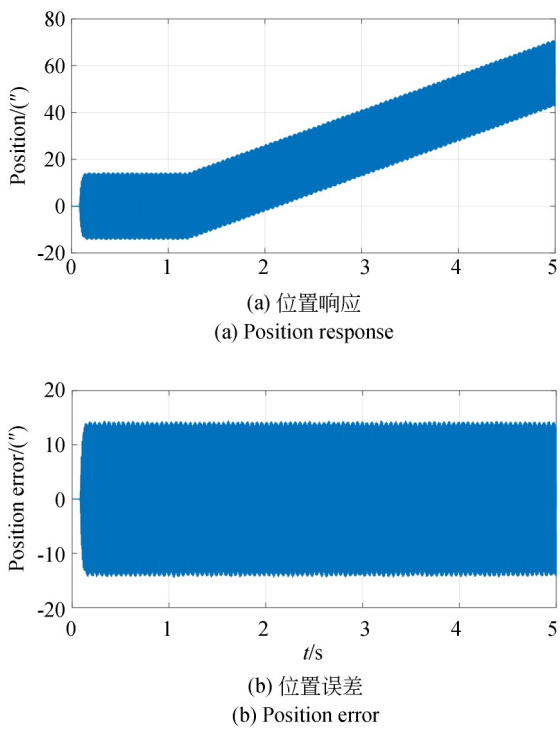 80
60
40
20
0
-20
Position/(″)
0 1 2 3 4 5
(a) 位置响应
(a) Position response
20
10
0
-10
-20
Position error/(″)
0 1 2 3 4 5
t/s
(b) 位置误差
(b) Position error